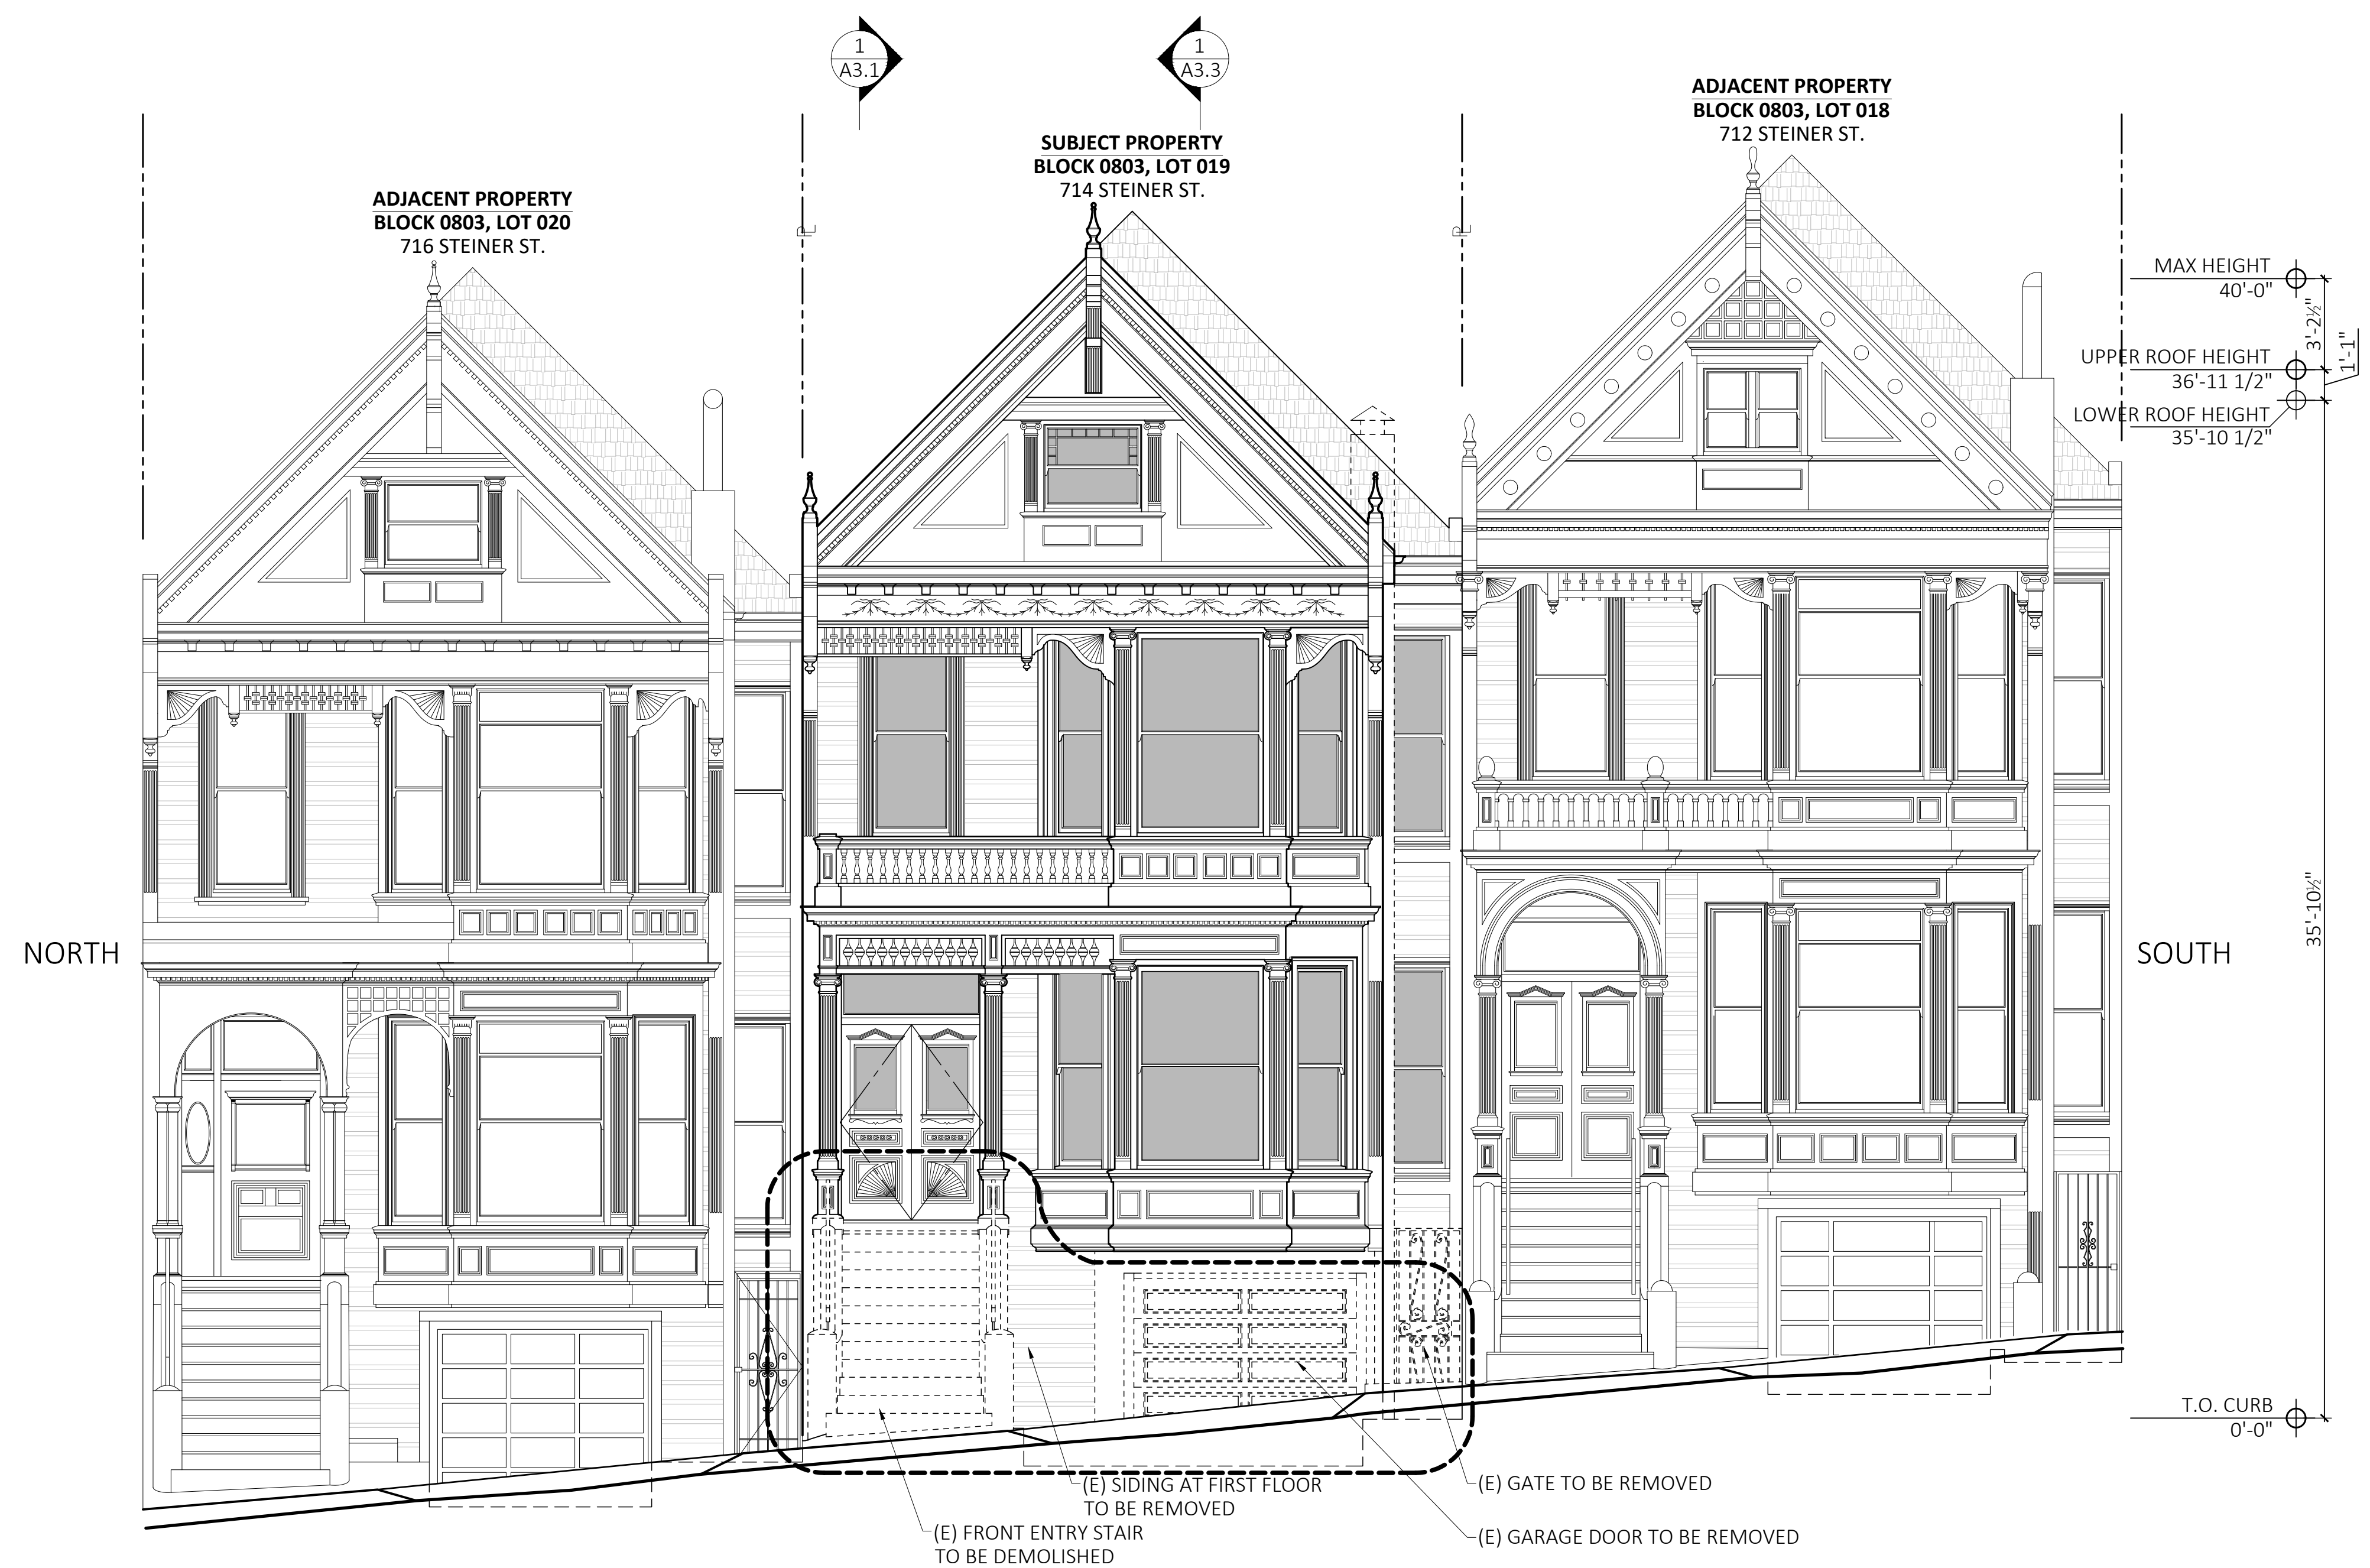 1
A3.1
1
A3.3
ADJACENT PROPERTY
BLOCK 0803, LOT 020
716 STEINER ST.
SUBJECT PROPERTY
BLOCK 0803, LOT 019
714 STEINER ST.
ADJACENT PROPERTY
BLOCK 0803, LOT 018
712 STEINER ST.
PL
PL
MAX HEIGHT
40'-0"
3'-2½"
1'-1"
UPPER ROOF HEIGHT
36'-11 1/2"
LOWER ROOF HEIGHT
35'-10 1/2"
35'-10½"
NORTH
SOUTH
T.O. CURB
0'-0"
(E) SIDING AT FIRST FLOOR
TO BE REMOVED
(E) FRONT ENTRY STAIR
TO BE DEMOLISHED
(E) GATE TO BE REMOVED
(E) GARAGE DOOR TO BE REMOVED